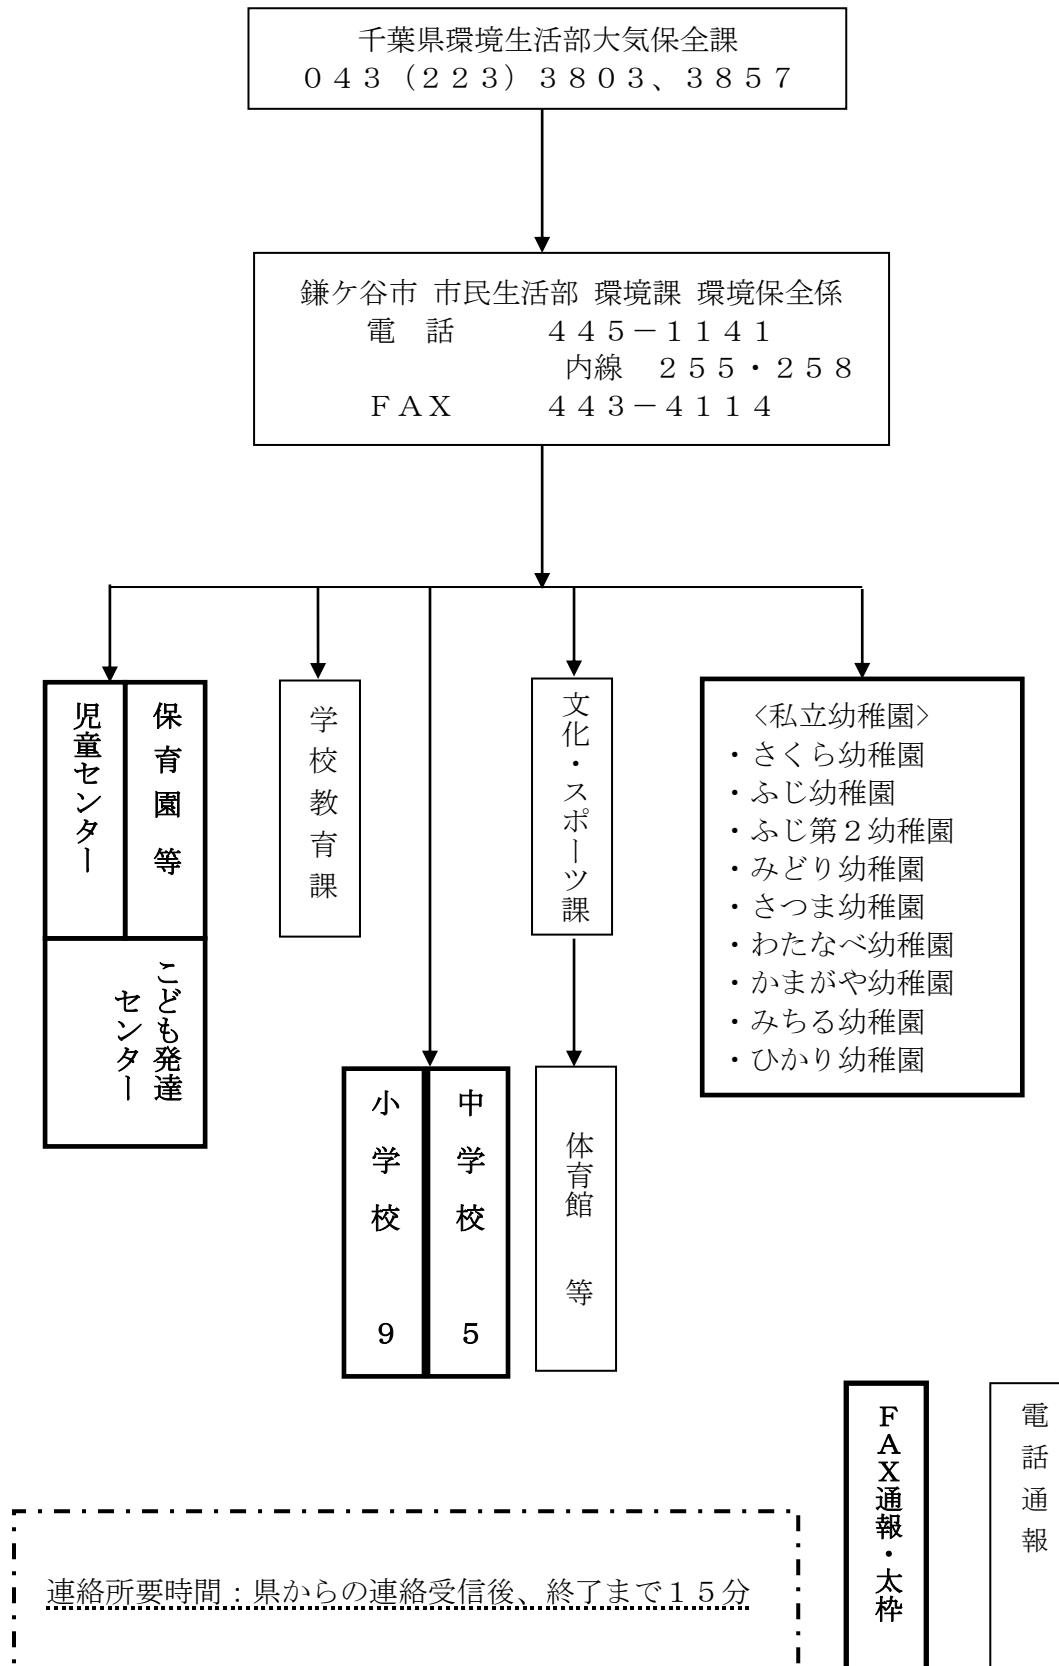 千葉県環境生活部大気保全課
０４３（２２３）３８０３、３８５７
鎌ケ谷市 市民生活部 環境課 環境保全係
電 話 ４４５－１１４１
内線 ２５５・２５８
ＦＡＸ ４４３－４１１４
児童センター
保育園等
こども発達
センター
学校教育課
文化・スポーツ課
＜私立幼稚園＞
・さくら幼稚園
・ふじ幼稚園
・ふじ第２幼稚園
・みどり幼稚園
・さつま幼稚園
・わたなべ幼稚園
・かまがや幼稚園
・みちる幼稚園
・ひかり幼稚園
小学校 ９
中学校 ５
体育館 等
ＦＡＸ通報・太枠
電話通報
連絡所要時間：県からの連絡受信後、終了まで１５分